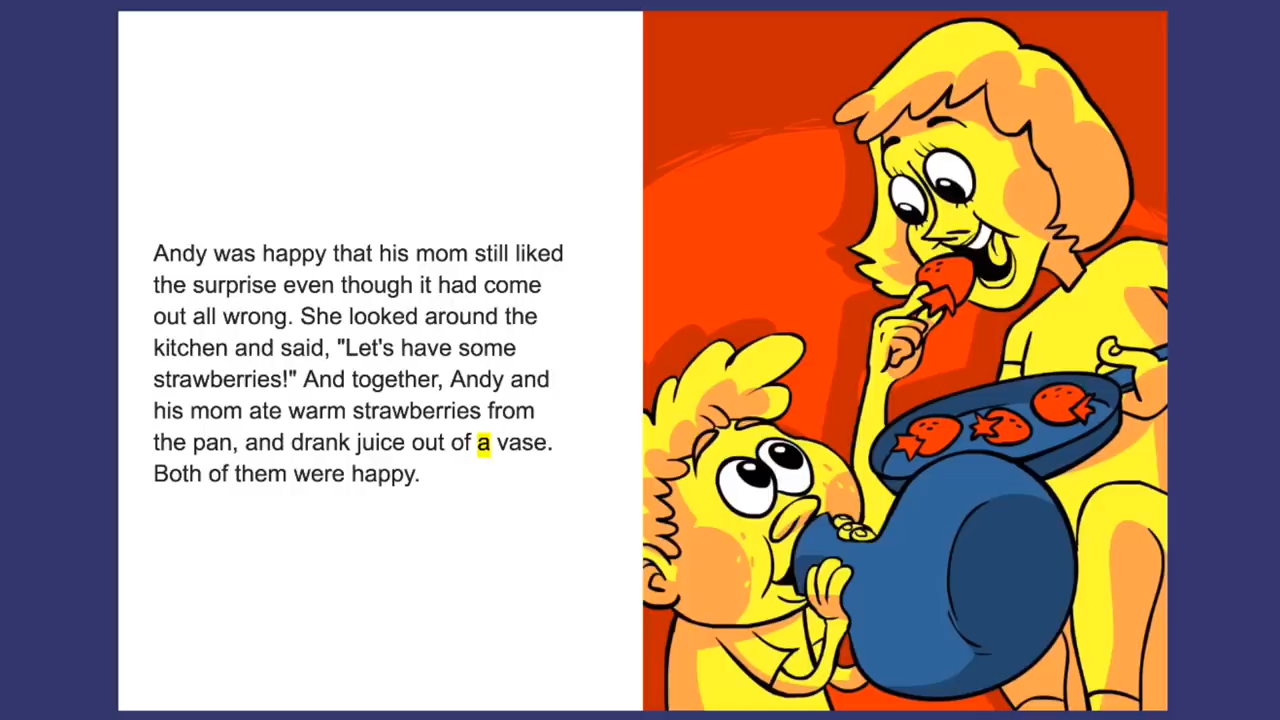 Andy was happy that his mom still liked
the surprise even though it had come
out all wrong. She looked around the
kitchen and said, "Let's have some
strawberries!" And together, Andy and
his mom ate warm strawberries from
the pan, and drank juice out of a vase.
Both of them were happy.